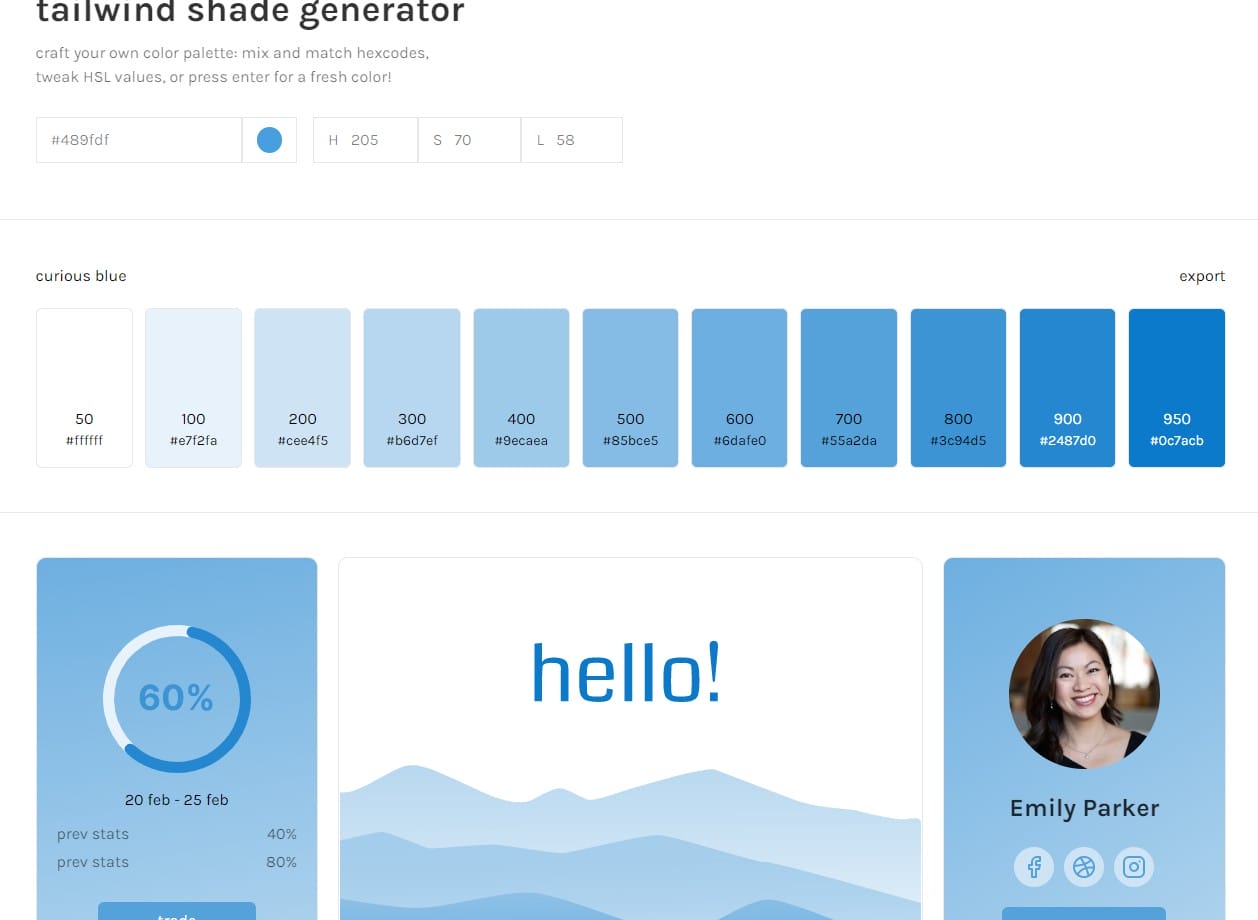 tailwind shade generator
craft your own color palette: mix and match hexcodes,
tweak HSL values, or press enter for a fresh color!
#489fdf
H 205
S 70
L 58
curious blue
export
50
#ffffff
100
#e7f2fa
200
#cee4f5
300
#b6d7ef
400
#9ecaea
500
#85bce5
600
#6dafe0
700
#55a2da
800
#3c94d5
900
#2487d0
950
#0c7acb
60%
20 feb - 25 feb
prev stats 40%
prev stats 80%
trade
hello!
Emily Parker